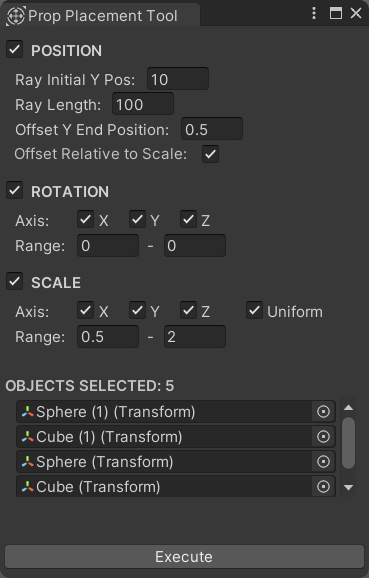 Prop Placement Tool
POSITION
Ray Initial Y Pos: 10
Ray Length: 100
Offset Y End Position: 0.5
Offset Relative to Scale:
ROTATION
Axis: X Y Z
Range: 0 - 0
SCALE
Axis: X Y Z Uniform
Range: 0.5 - 2
OBJECTS SELECTED: 5
Sphere (1) (Transform)
Cube (1) (Transform)
Sphere (Transform)
Cube (Transform)
Execute